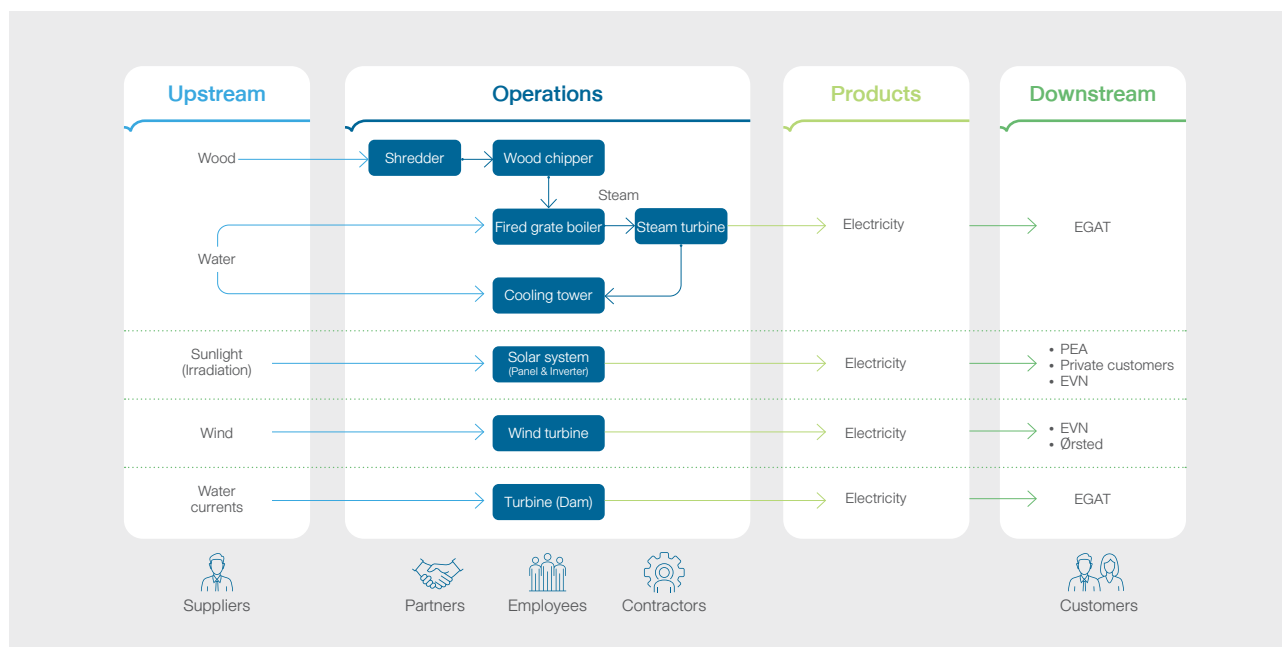 Upstream
Operations
Products
Downstream
Wood
Shredder
Wood chipper
Steam
Water
Fired grate boiler
Steam turbine
Electricity
EGAT
Cooling tower
Sunlight
(Irradiation)
Solar system
(Panel & Inverter)
Electricity
• PEA
• Private customers
• EVN
Wind
Wind turbine
Electricity
• EVN
• Ørsted
Water
currents
Turbine (Dam)
Electricity
EGAT
Suppliers
Partners
Employees
Contractors
Customers